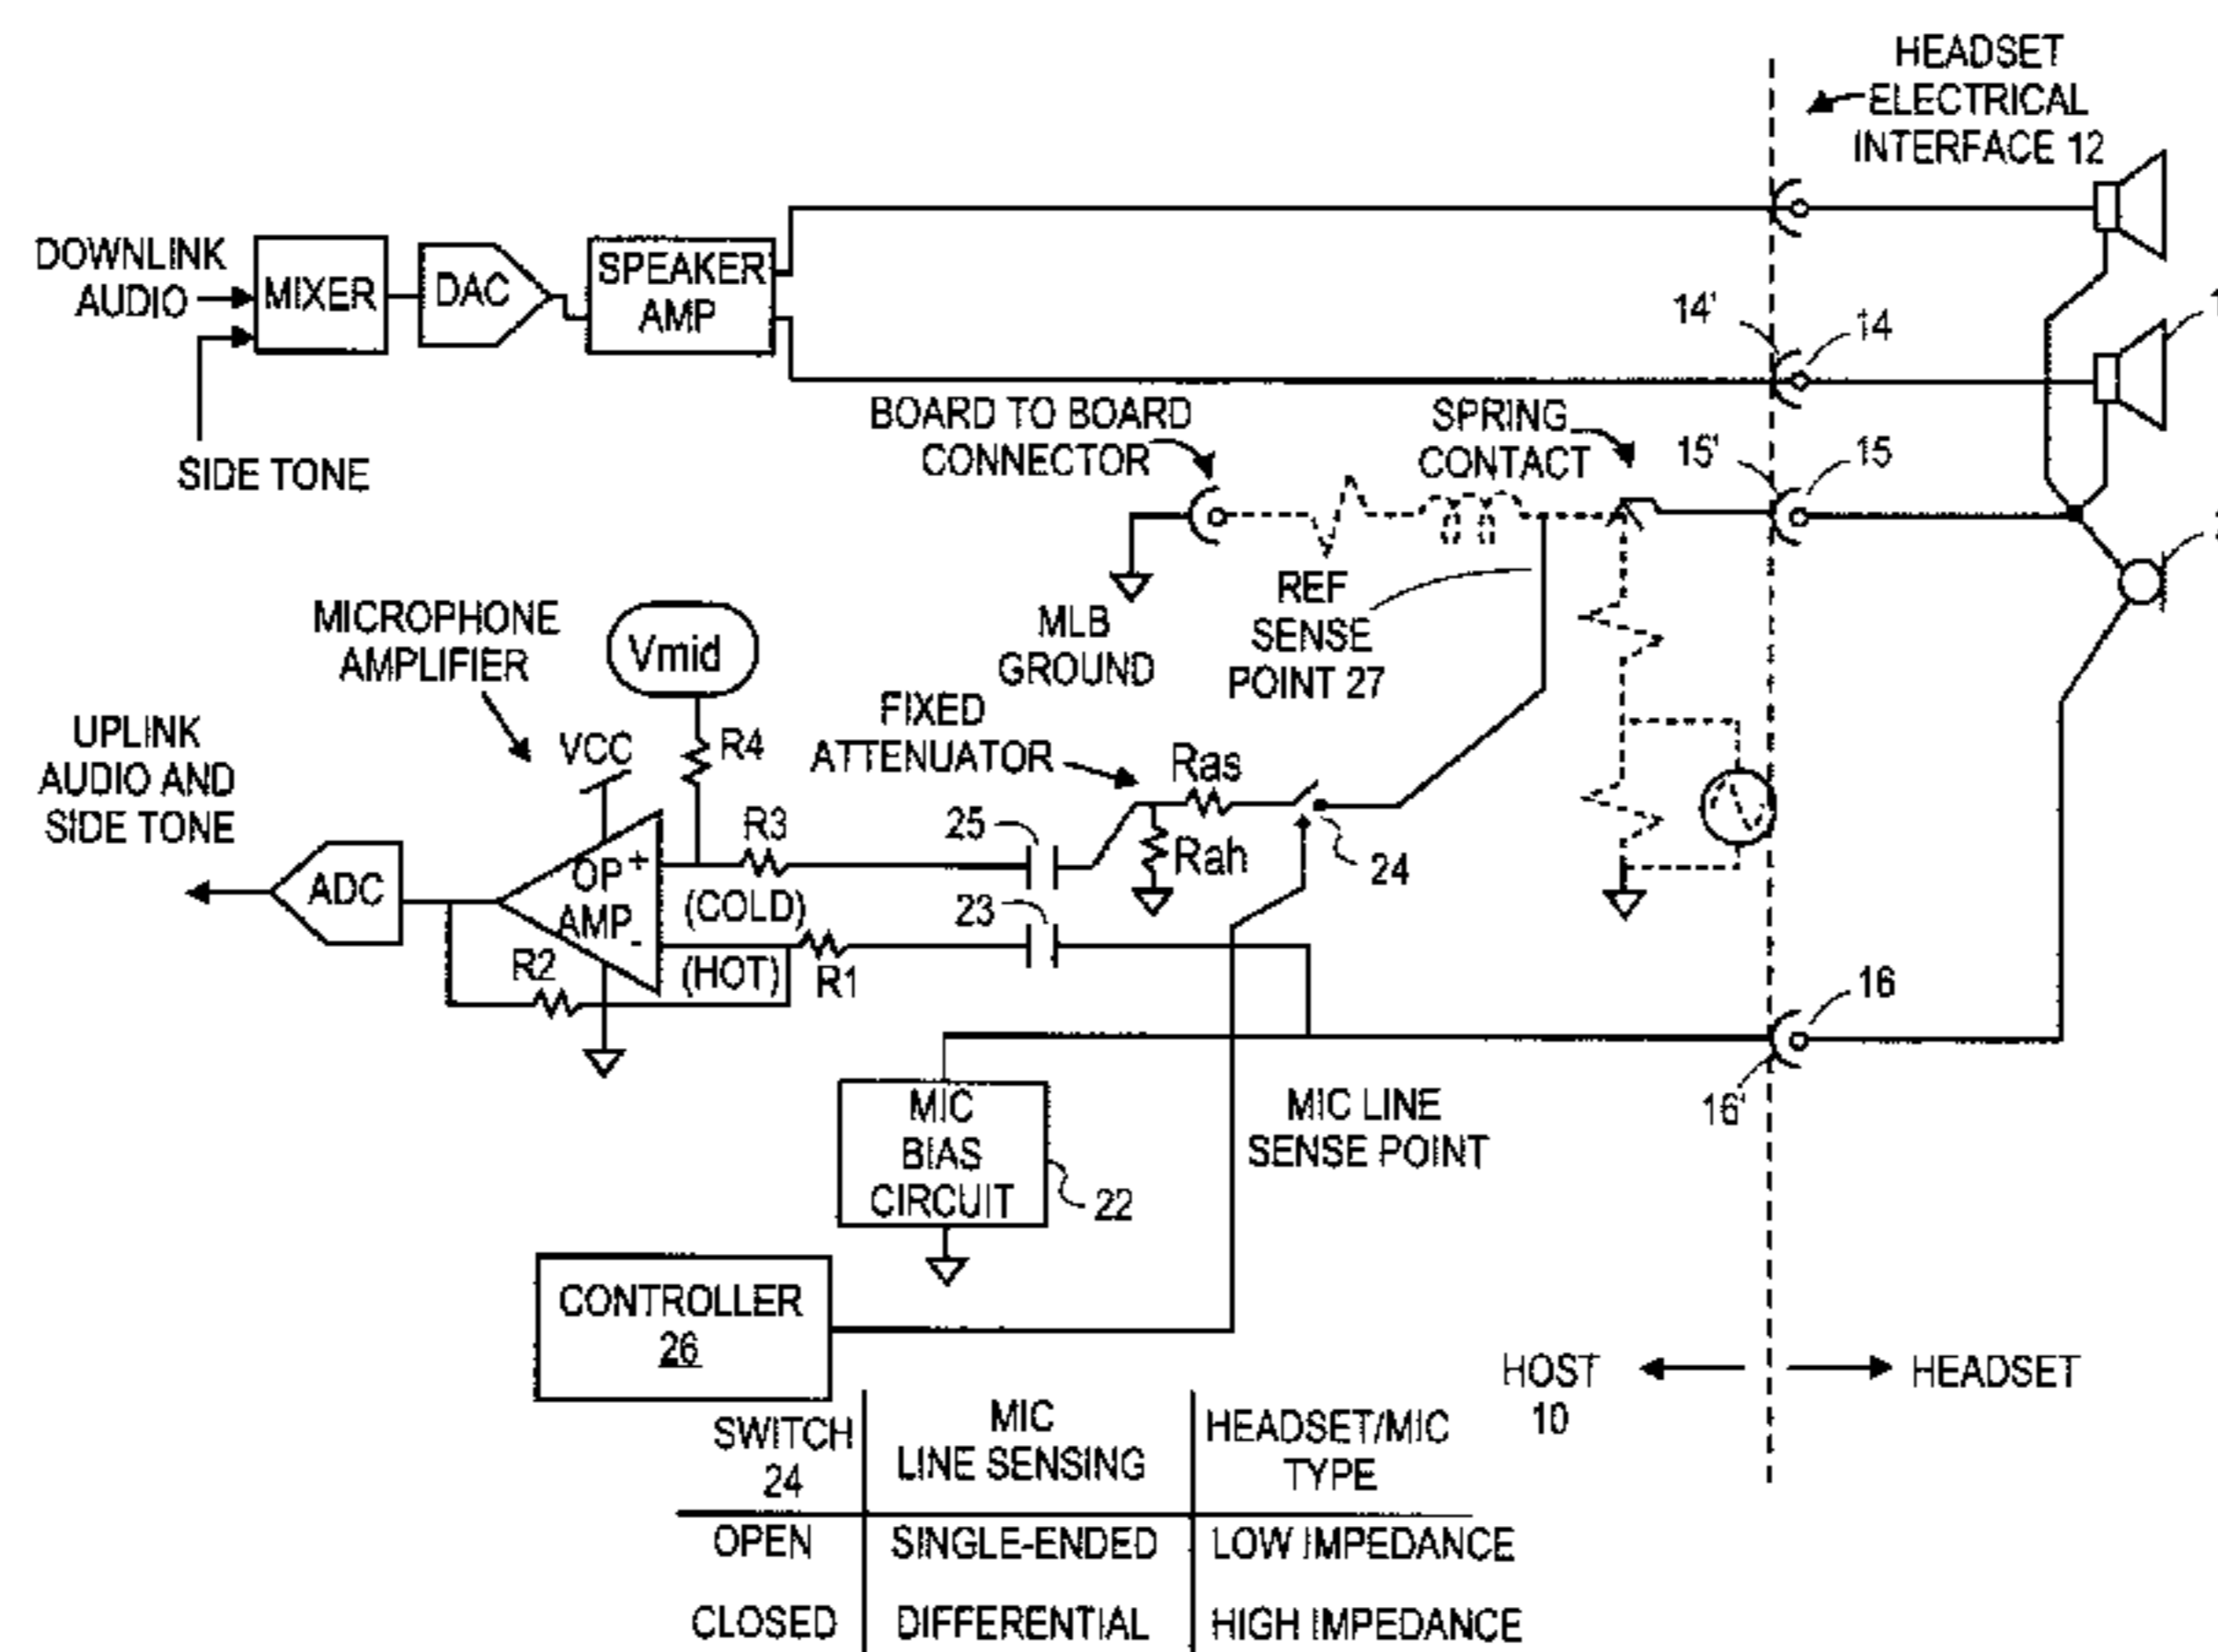 HEADSET
ELECTRICAL
INTERFACE 12
DOWNLINK
AUDIO
MIXER
DAC
SPEAKER
AMP
SIDE TONE
14'
14
BOARD TO BOARD
CONNECTOR
SPRING
CONTACT
15'
15
MLB
GROUND
REF
SENSE
POINT 27
MICROPHONE
AMPLIFIER
Vmid
UPLINK
AUDIO AND
SIDE TONE
VCC
R4
FIXED
ATTENUATOR
Ras
Rah
24
25
R3
ADC
OP +
AMP -
(COLD)
(HOT)
23
R2
R1
16
16'
MIC
BIAS
CIRCUIT
22
MIC LINE
SENSE POINT
CONTROLLER
26
HOST
10
HEADSET
SWITCH
24
MIC
LINE SENSING
HEADSET/MIC
TYPE
OPEN
SINGLE-ENDED
LOW IMPEDANCE
CLOSED
DIFFERENTIAL
HIGH IMPEDANCE